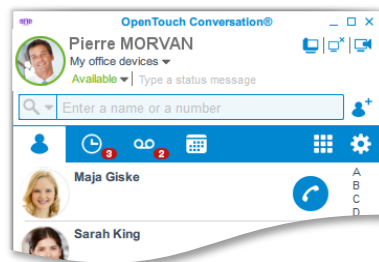 OpenTouch Conversation®
Pierre MORVAN
My office devices
Available Type a status message
Enter a name or a number
3 2
Maja Giske
A
B
C
D
Sarah King